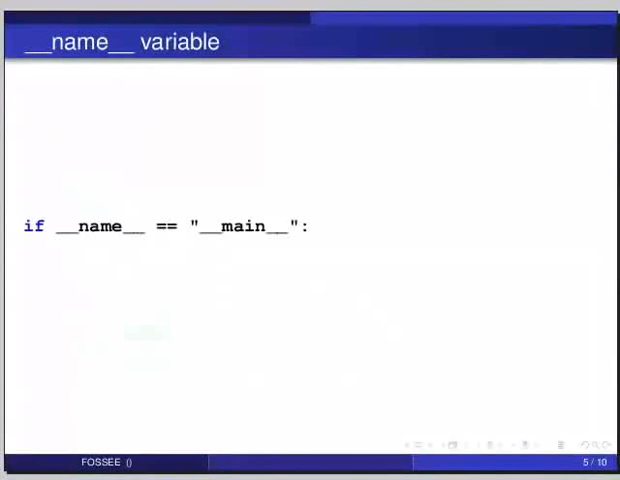 __name__ variable
if __name__ == "__main__":
FOSSEE ()
5 / 10